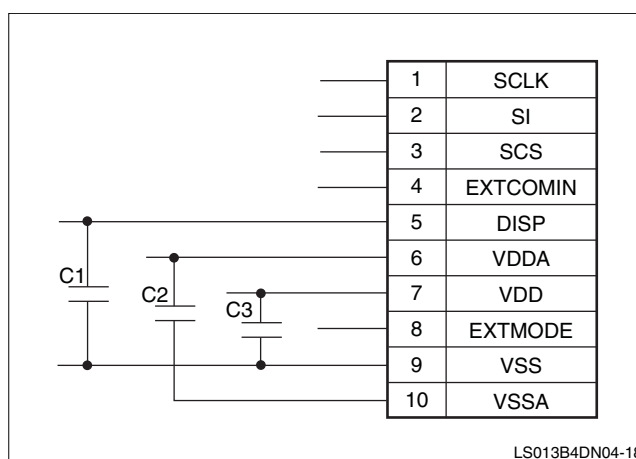 1 SCLK
2 SI
3 SCS
4 EXTCOMIN
5 DISP
6 VDDA
C1
C2
7 VDD
C3
8 EXTMODE
9 VSS
10 VSSA
LS013B4DN04-18